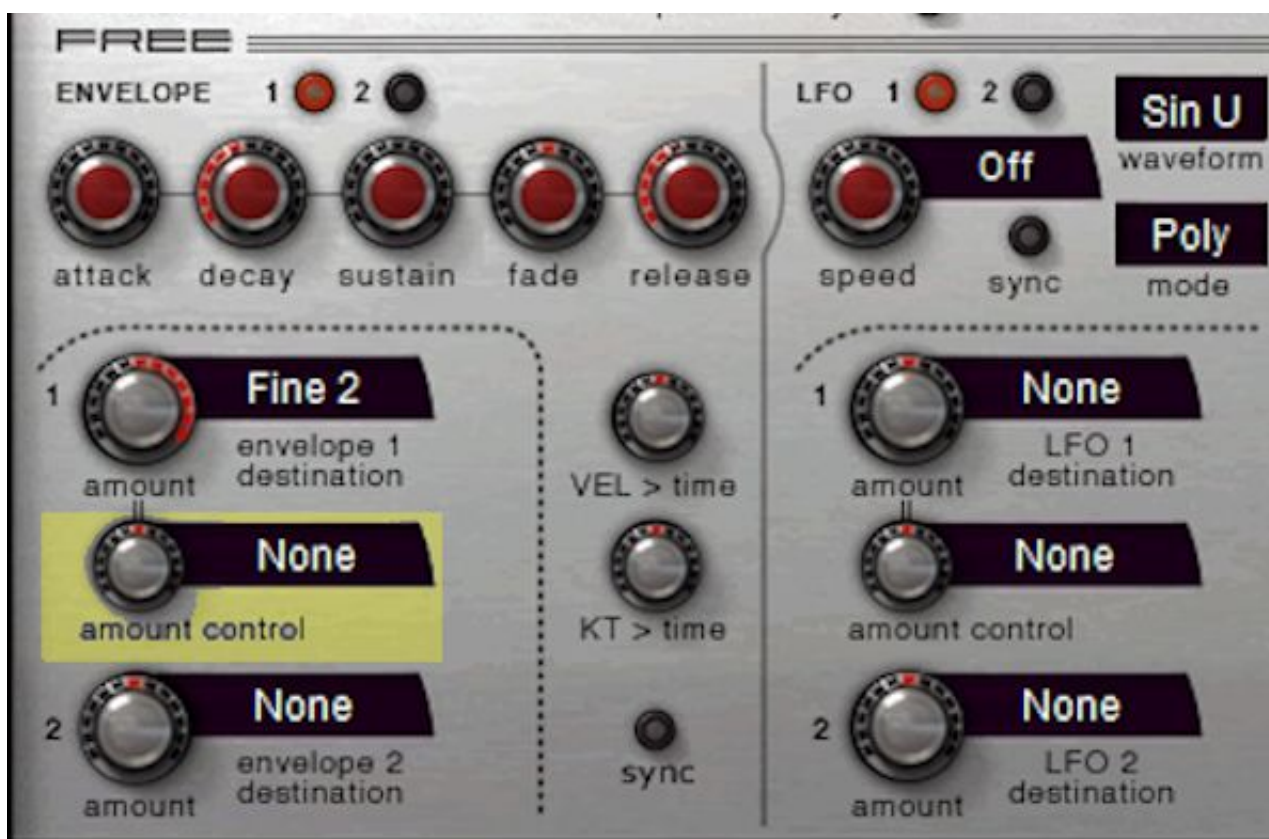 FREE
ENVELOPE 1 2
attack decay sustain fade release
1 Fine 2
envelope 1
destination
amount
None
amount control
2 None
envelope 2
destination
amount
VEL > time
KT > time
sync
LFO 1 2
Sin U
waveform
Off
speed sync
Poly
mode
1 None
LFO 1
destination
amount
None
amount control
2 None
LFO 2
destination
amount